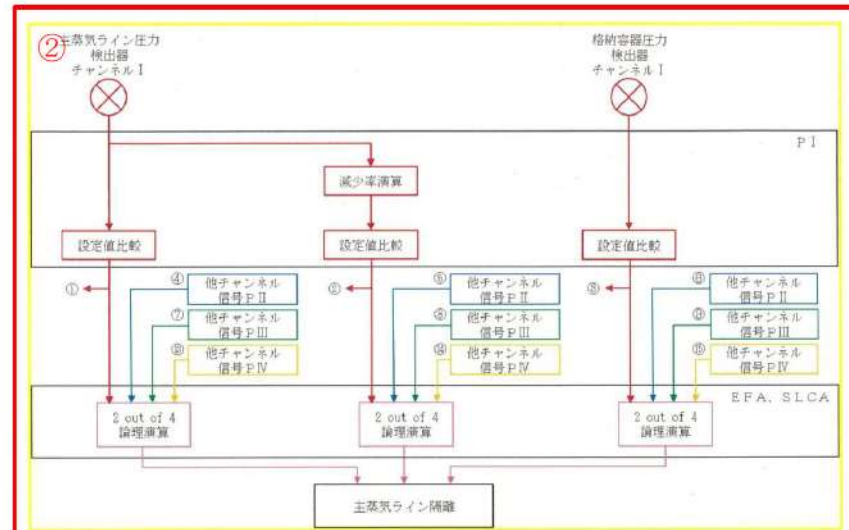 ②
主蒸気ライン圧力
検出器
チャンネルⅠ
格納容器圧力
検出器
チャンネルⅠ
PⅠ
減少率演算
設定値比較
設定値比較
設定値比較
①
④
他チャンネル
信号PⅡ
⑦
他チャンネル
信号PⅢ
他チャンネル
信号PⅣ
②
⑤
他チャンネル
信号PⅡ
⑧
他チャンネル
信号PⅢ
⑭
他チャンネル
信号PⅣ
他チャンネル
信号PⅡ
他チャンネル
信号PⅢ
⑮
他チャンネル
信号PⅣ
EFA、SLCA
2 out of 4
論理演算
2 out of 4
論理演算
2 out of 4
論理演算
主蒸気ライン隔離